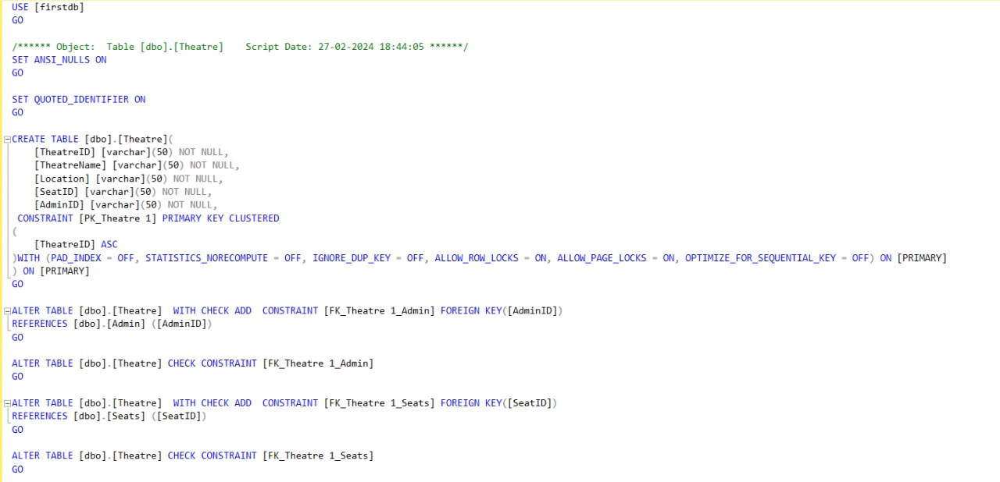 USE [firstdb]
GO
/****** Object:  Table [dbo].[Theatre]    Script Date: 27-02-2024 18:44:05 ******/
SET ANSI_NULLS ON
GO
SET QUOTED_IDENTIFIER ON
GO
CREATE TABLE [dbo].[Theatre](
    [TheatreID] [varchar](50) NOT NULL,
    [TheatreName] [varchar](50) NOT NULL,
    [Location] [varchar](50) NOT NULL,
    [SeatID] [varchar](50) NOT NULL,
    [AdminID] [varchar](50) NOT NULL,
 CONSTRAINT [PK_Theatre 1] PRIMARY KEY CLUSTERED
(
    [TheatreID] ASC
)WITH (PAD_INDEX = OFF, STATISTICS_NORECOMPUTE = OFF, IGNORE_DUP_KEY = OFF, ALLOW_ROW_LOCKS = ON, ALLOW_PAGE_LOCKS = ON, OPTIMIZE_FOR_SEQUENTIAL_KEY = OFF) ON [PRIMARY]
) ON [PRIMARY]
GO
ALTER TABLE [dbo].[Theatre]  WITH CHECK ADD  CONSTRAINT [FK_Theatre 1_Admin] FOREIGN KEY([AdminID])
REFERENCES [dbo].[Admin] ([AdminID])
GO
ALTER TABLE [dbo].[Theatre] CHECK CONSTRAINT [FK_Theatre 1_Admin]
GO
ALTER TABLE [dbo].[Theatre]  WITH CHECK ADD  CONSTRAINT [FK_Theatre 1_Seats] FOREIGN KEY([SeatID])
REFERENCES [dbo].[Seats] ([SeatID])
GO
ALTER TABLE [dbo].[Theatre] CHECK CONSTRAINT [FK_Theatre 1_Seats]
GO